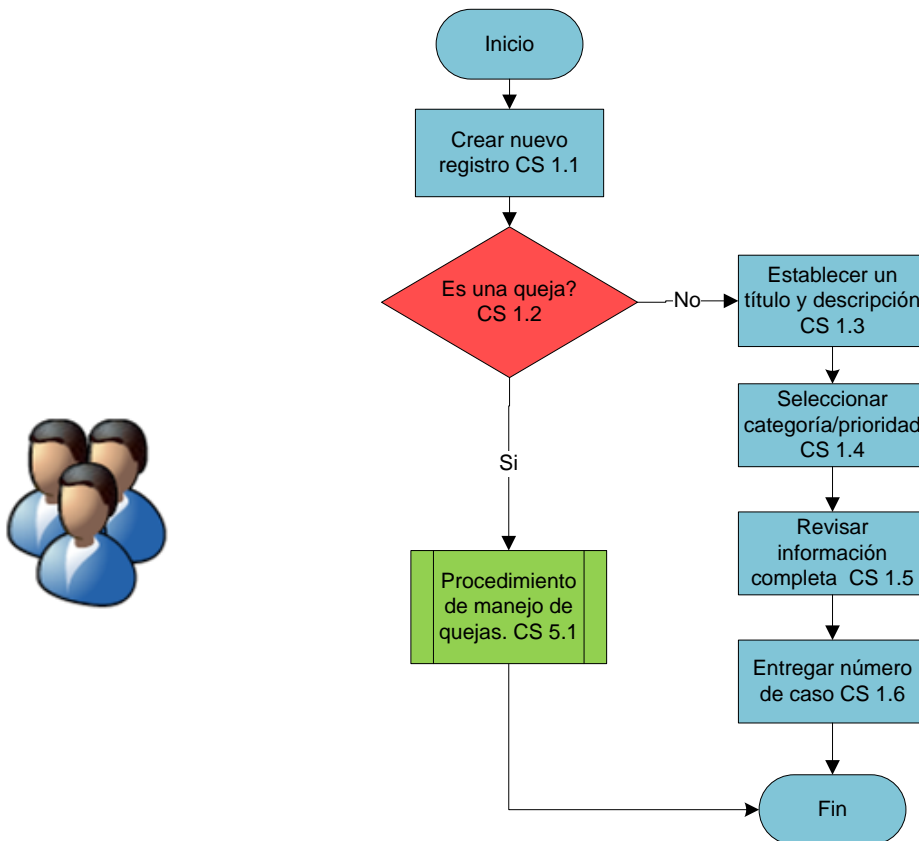 Inicio
Crear nuevo
registro CS 1.1
Es una queja?
CS 1.2
No
Establecer un
título y descripción
CS 1.3
Seleccionar
categoría/prioridad
CS 1.4
Si
Revisar
información
completa  CS 1.5
Procedimiento
de manejo de
quejas. CS 5.1
Entregar número
de caso CS 1.6
Fin